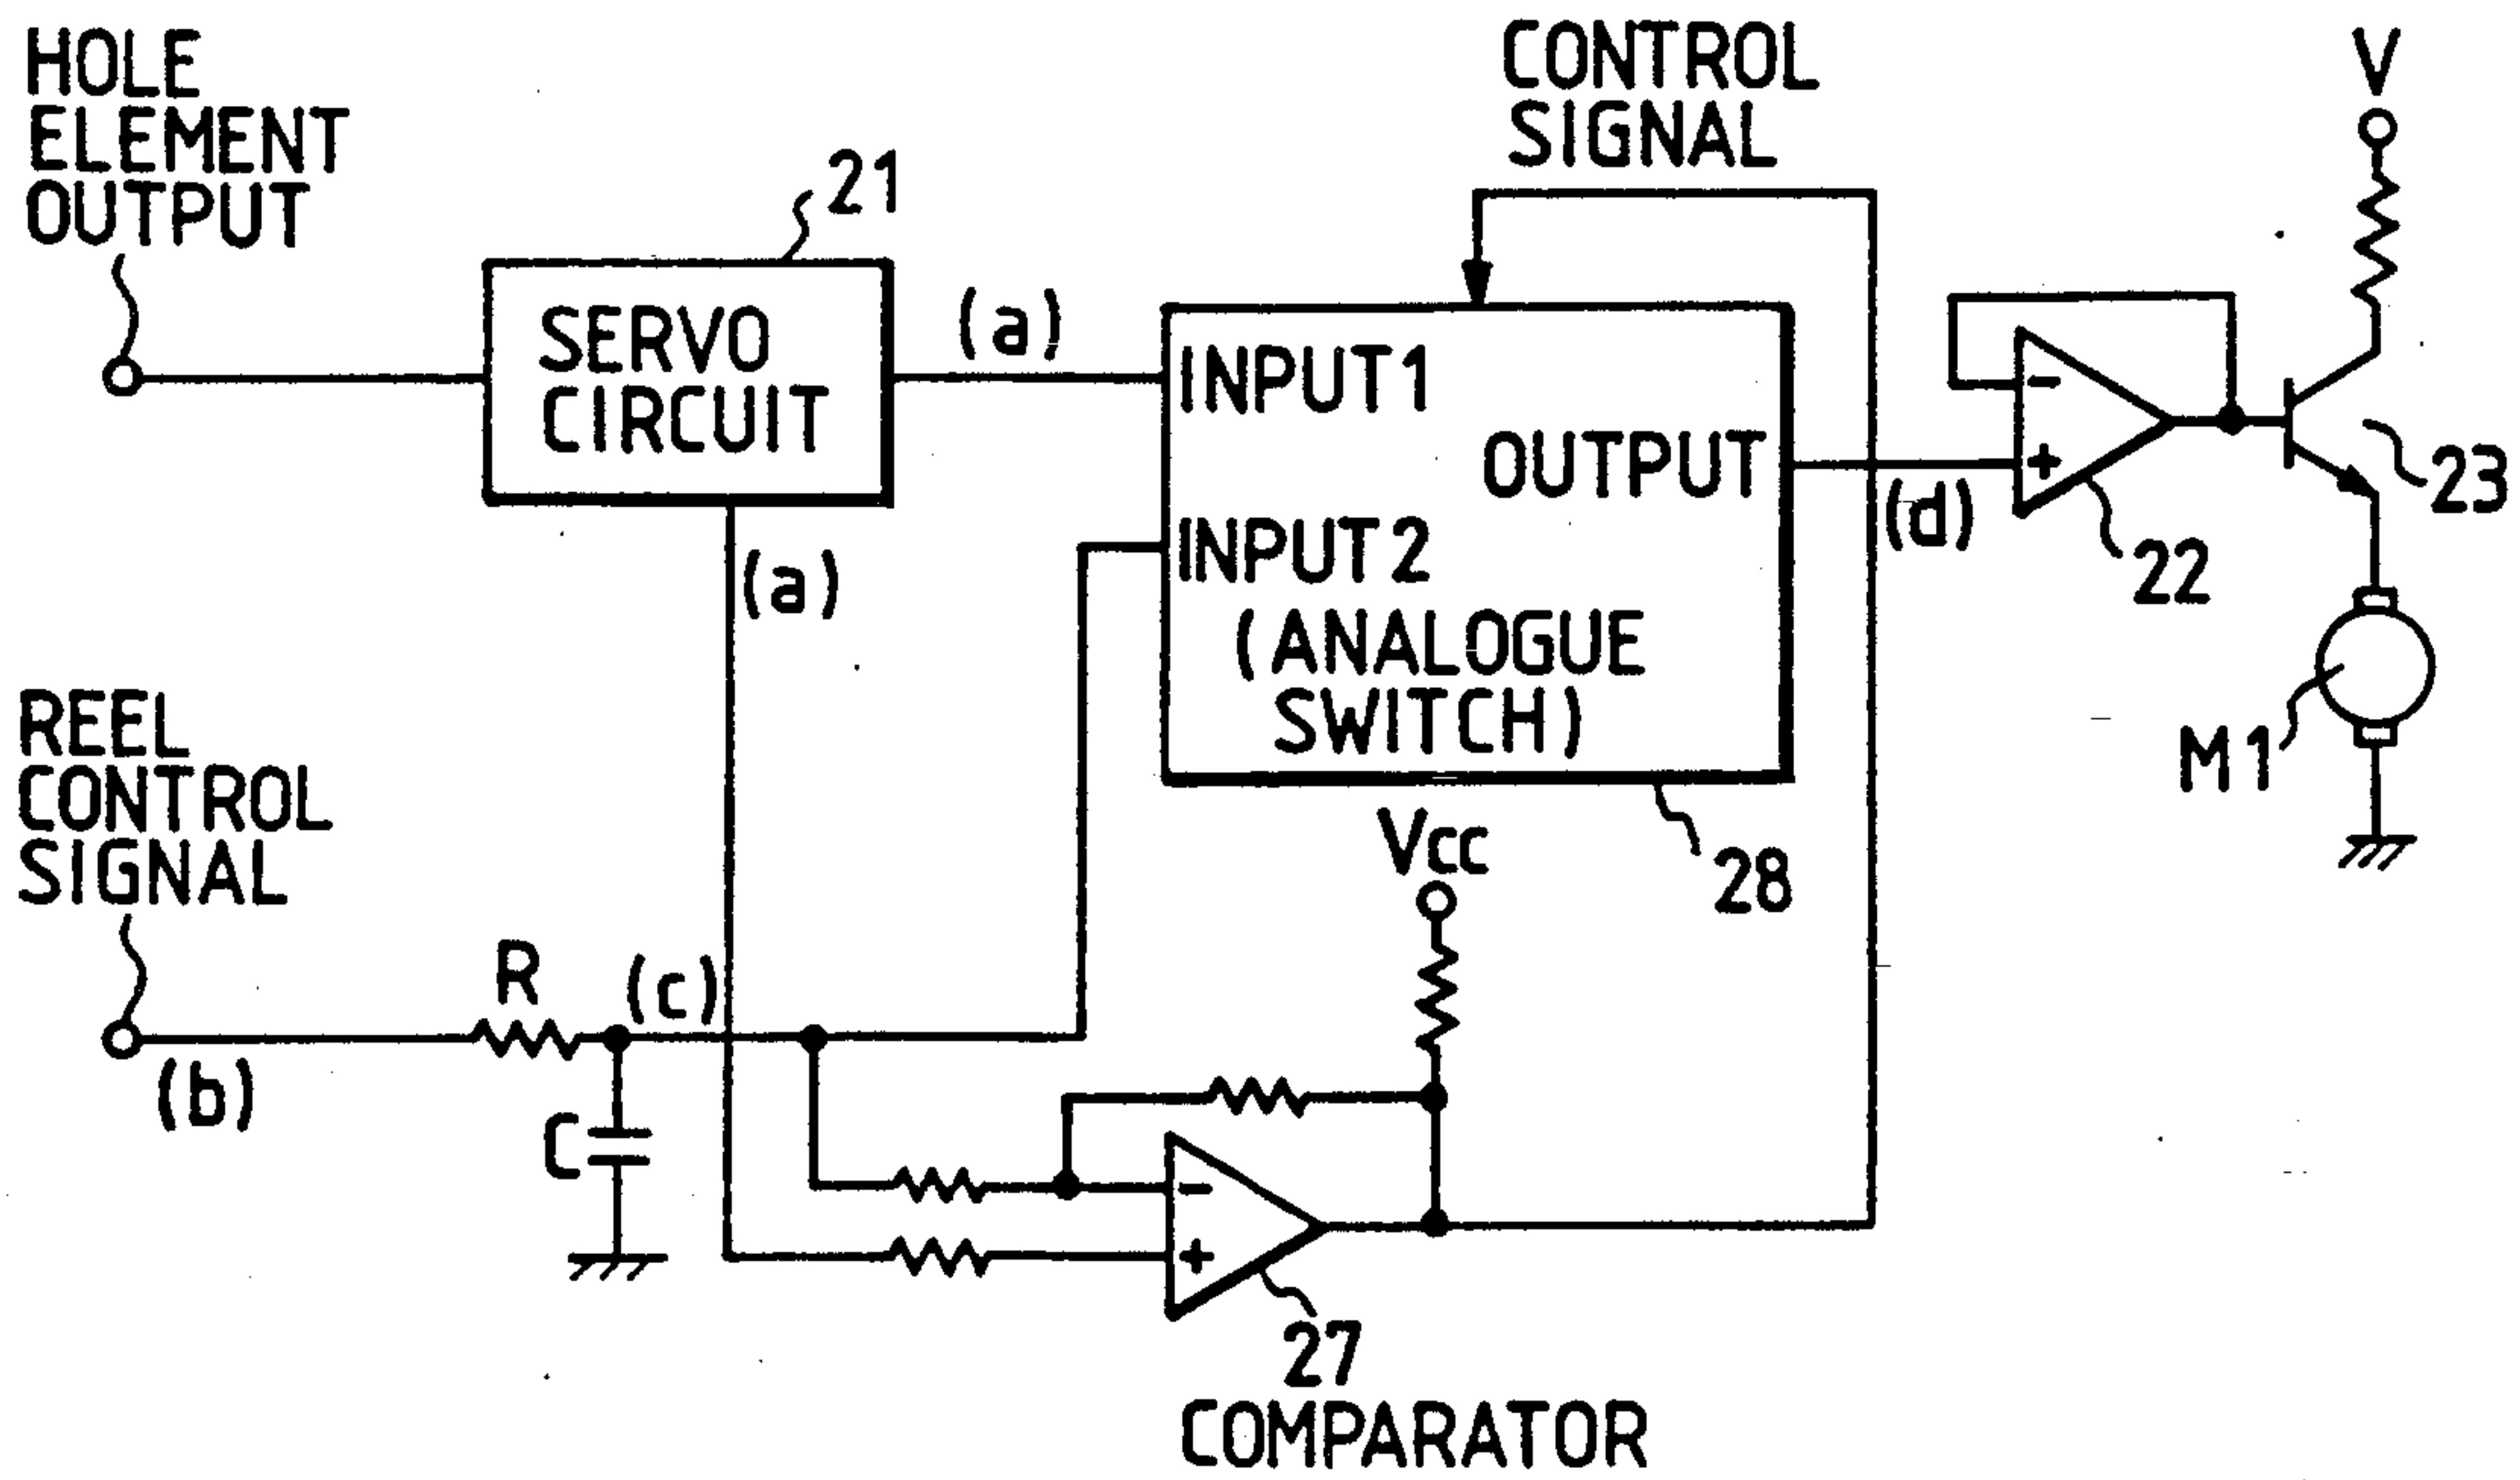 HOLE
ELEMENT
OUTPUT
21
SERVO
CIRCUIT
(a)
(a)
CONTROL
SIGNAL
INPUT1
OUTPUT
INPUT2
(ANALOGUE
SWITCH)
28
(d)
-
+
22
V
23
M1
REEL
CONTROL
SIGNAL
(b)
R
(c)
C
Vcc
-
+
27
COMPARATOR